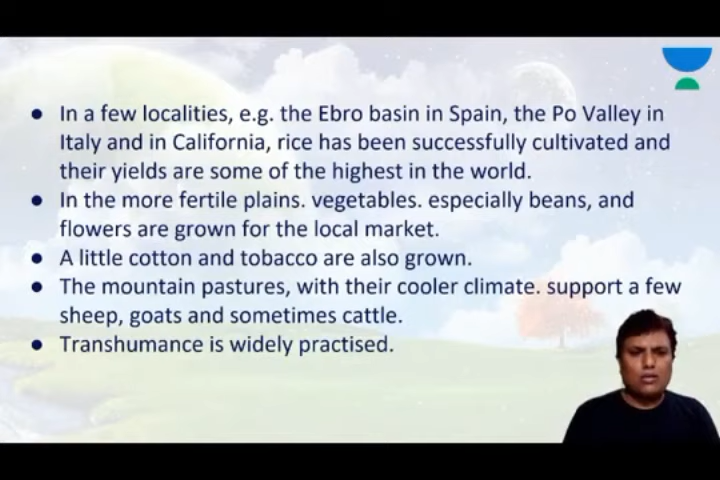 ● In a few localities, e.g. the Ebro basin in Spain, the Po Valley in
Italy and in California, rice has been successfully cultivated and
their yields are some of the highest in the world.
● In the more fertile plains. vegetables. especially beans, and
flowers are grown for the local market.
● A little cotton and tobacco are also grown.
● The mountain pastures, with their cooler climate. support a few
sheep, goats and sometimes cattle.
● Transhumance is widely practised.